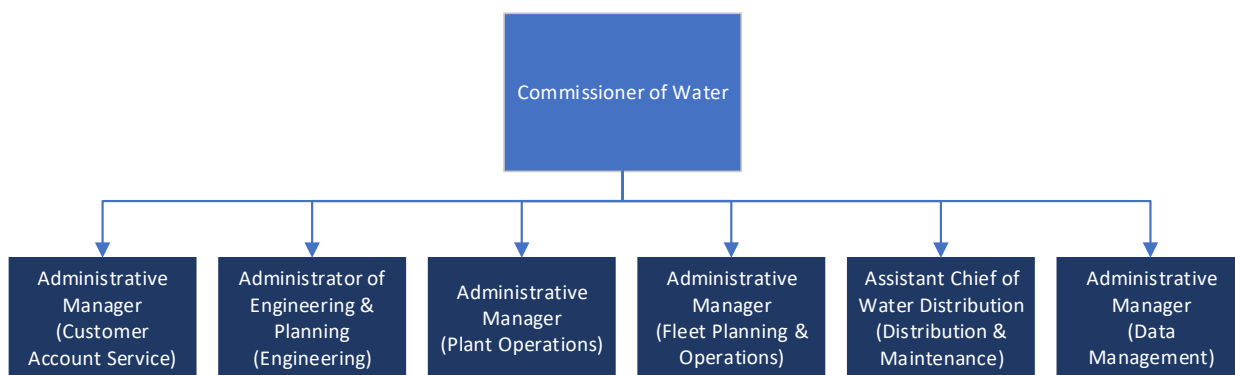 Commissioner of Water
Administrative
Manager
(Customer
Account Service)
Administrator of
Engineering &
Planning
(Engineering)
Administrative
Manager
(Plant Operations)
Administrative
Manager
(Fleet Planning &
Operations)
Assistant Chief of
Water Distribution
(Distribution &
Maintenance)
Administrative
Manager
(Data
Management)